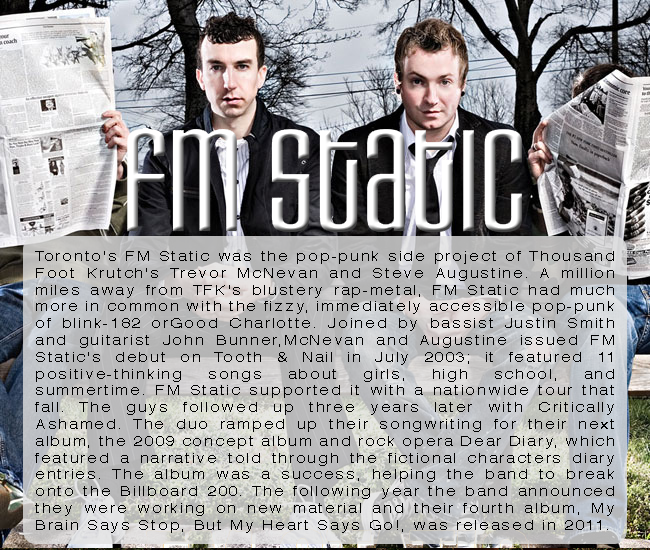 FM Static
Toronto's FM Static was the pop-punk side project of Thousand
Foot Krutch's Trevor McNevan and Steve Augustine. A million
miles away from TFK's blustery rap-metal, FM Static had much
more in common with the fizzy, immediately accessible pop-punk
of blink-182 orGood Charlotte. Joined by bassist Justin Smith
and guitarist John Bunner,McNevan and Augustine issued FM
Static's debut on Tooth & Nail in July 2003; it featured 11
positive-thinking songs about girls, high school, and
summertime. FM Static supported it with a nationwide tour that
fall. The guys followed up three years later with Critically
Ashamed. The duo ramped up their songwriting for their next
album, the 2009 concept album and rock opera Dear Diary, which
featured a narrative told through the fictional characters diary
entries. The album was a success, helping the band to break
onto the Billboard 200. The following year the band announced
they were working on new material and their fourth album, My
Brain Says Stop, But My Heart Says Go!, was released in 2011.